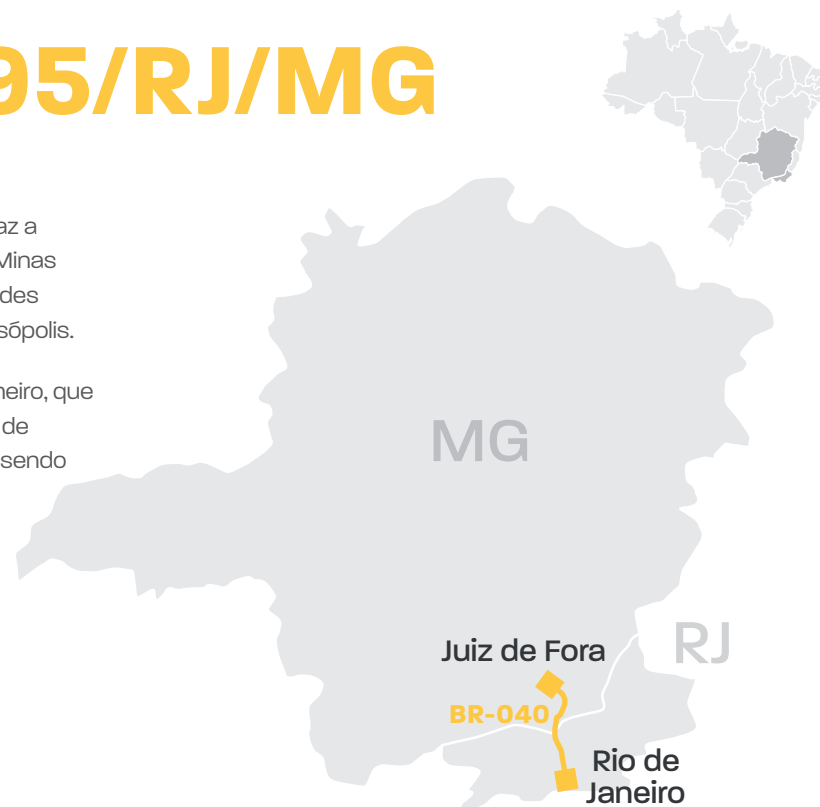 95/RJ/MG
az a
Minas
des
sópolis.
neiro, que
de
sendo
MG
RJ
Juiz de Fora
BR-040
Rio de
Janeiro